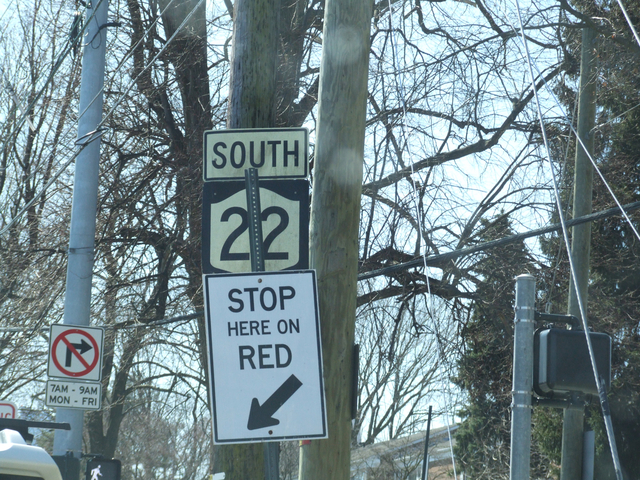 SOUTH
22
STOP
HERE ON
RED
7AM - 9AM
MON - FRI